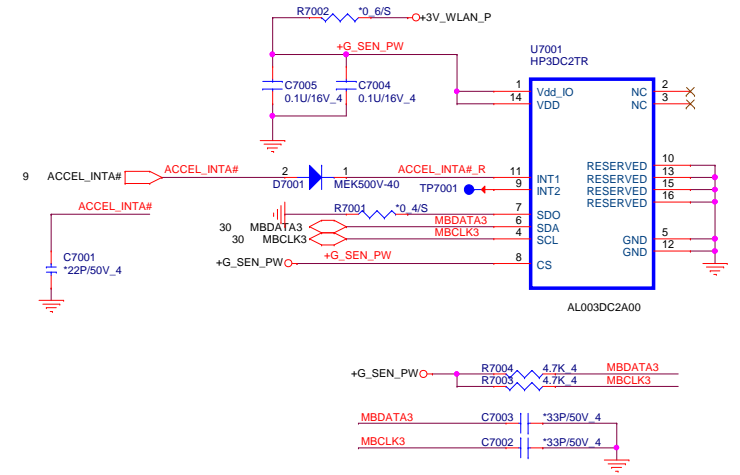 R7002 *0_6/S +3V_WLAN_P
+G_SEN_PW
U7001
HP3DC2TR
C7005 C7004
0.1U/16V_4 0.1U/16V_4
1 Vdd_IO NC 2
14 VDD NC 3
RESERVED 10
9 ACCEL_INTA# ACCEL_INTA# 2 1 ACCEL_INTA#_R 11 INT1 RESERVED 13
D7001 MEK500V-40 TP7001 9 INT2 RESERVED 15
RESERVED 16
ACCEL_INTA#
R7001 *0_4/S 7 SDO
30 MBDATA3 MBDATA3 6 SDA GND 5
30 MBCLK3 MBCLK3 4 SCL GND 12
C7001
*22P/50V_4
+G_SEN_PW +G_SEN_PW 8 CS
AL003DC2A00
+G_SEN_PW R7004 4.7K_4 MBDATA3
R7003 4.7K_4 MBCLK3
MBDATA3 C7003 *33P/50V_4
MBCLK3 C7002 *33P/50V_4